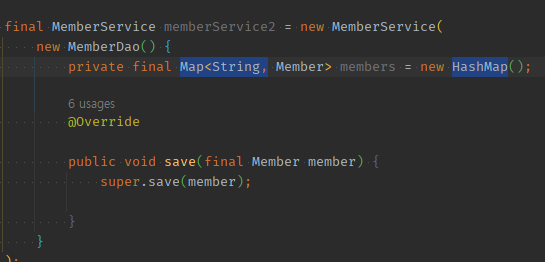 final MemberService memberService2 = new MemberService(
new MemberDao() {
private final Map<String, Member> members = new HashMap();
6 usages
@Override
public void save(final Member member) {
super.save(member);
}
}
);